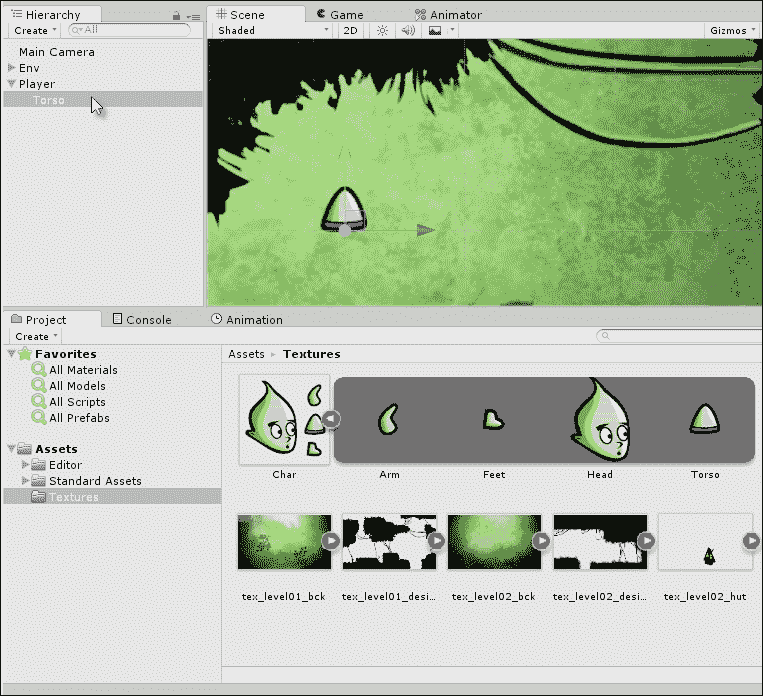 Hierarchy
Create All
Main Camera
Env
Player
Torso
Scene Game Animator
Shaded 2D Gizmos
Project Console Animation
Create
Favorites
All Materials
All Models
All Scripts
All Prefabs
Assets
Editor
Standard Assets
Textures
Assets Textures
Char Arm Feet Head Torso
tex_level01_bck tex_level01_desi... tex_level02_bck tex_level02_desi... tex_level02_hut